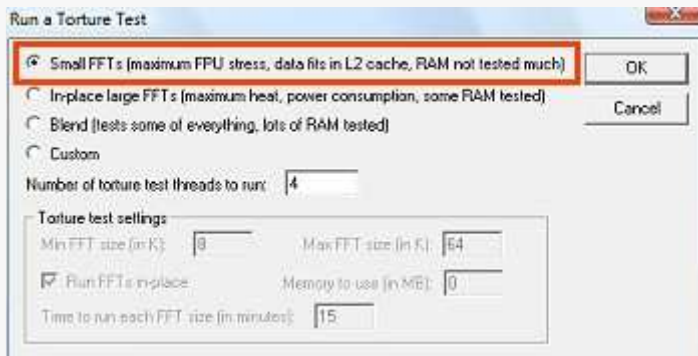 Run a Torture Test
Small FFTs (maximum FPU stress, data fits in L2 cache, RAM not tested much)
OK
In-place large FFTs (maximum heat, power consumption, some RAM tested)
Cancel
Blend (tests some of everything, lots of RAM tested)
Custom
Number of torture test threads to run: 4
Torture test settings
Min FFT size (in K): 8 Max FFT size (in K): 64
Run FFTs in-place Memory to use (in MB): 0
Time to run each FFT size (in minutes): 15